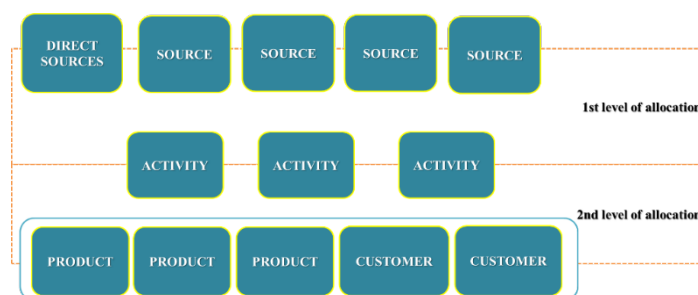 DIRECT
SOURCES
SOURCE
SOURCE
SOURCE
SOURCE
1st level of allocation
ACTIVITY
ACTIVITY
ACTIVITY
2nd level of allocation
PRODUCT
PRODUCT
PRODUCT
CUSTOMER
CUSTOMER